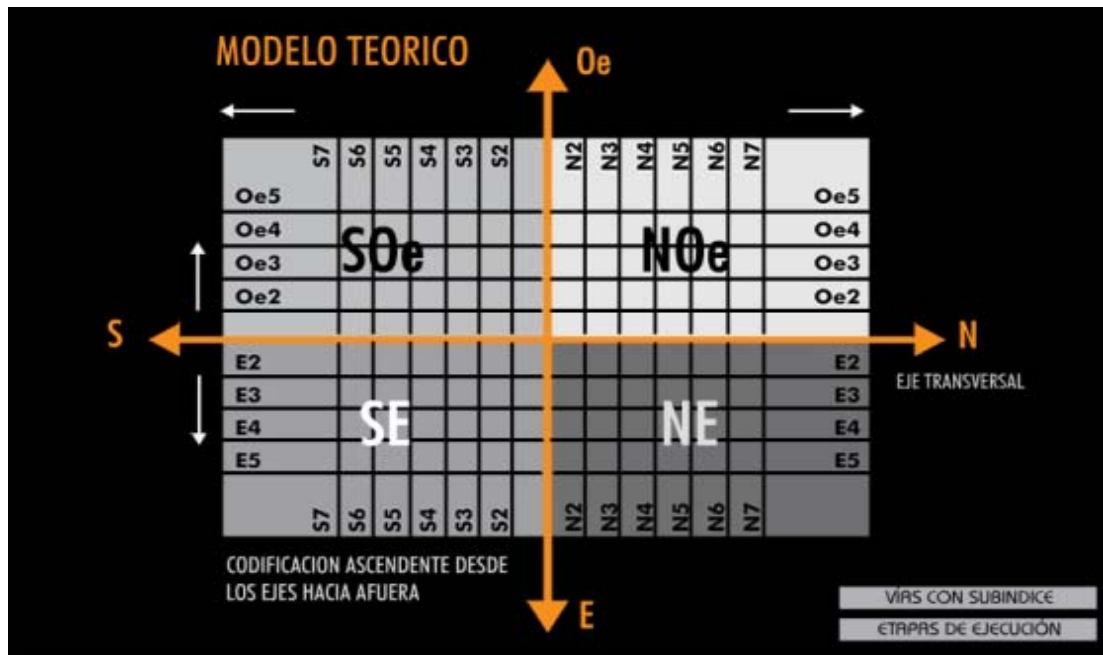 MODELO TEORICO
Oe
S7 S6 S5 S4 S3 S2 N2 N3 N4 N5 N6 N7
Oe5 Oe5
Oe4 Oe4
SOe NOe
Oe3 Oe3
Oe2 Oe2
S N
E2 E2
EJE TRANSVERSAL
E3 E3
SE NE
E4 E4
E5 E5
S7 S6 S5 S4 S3 S2 N2 N3 N4 N5 N6 N7
CODIFICACION ASCENDENTE DESDE
LOS EJES HACIA AFUERA
E
VÍAS CON SUBINDICE
ETAPAS DE EJECUCIÓN